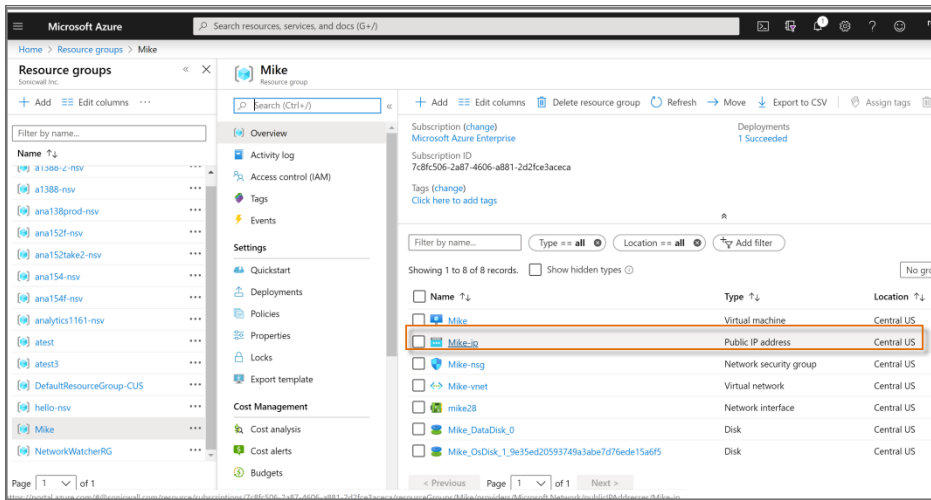 Microsoft Azure
Search resources, services, and docs (G+/)
1
Home > Resource groups > Mike
Resource groups
Sonicwall Inc.
Add Edit columns ...
Filter by name...
Name ↑↓
a1388-2-nsv
a1388-nsv
ana138prod-nsv
ana152f-nsv
ana152take2-nsv
ana154-nsv
ana154f-nsv
analytics1161-nsv
atest
atest3
DefaultResourceGroup-CUS
hello-nsv
Mike
NetworkWatcherRG
Page 1 of 1
Mike
Resource group
Search (Ctrl+/)
Overview
Activity log
Access control (IAM)
Tags
Events
Settings
Quickstart
Deployments
Policies
Properties
Locks
Export template
Cost Management
Cost analysis
Cost alerts
Budgets
Add Edit columns Delete resource group Refresh Move Export to CSV Assign tags
Subscription (change)
Microsoft Azure Enterprise
Subscription ID
7c8fc506-2a87-4606-a881-2d2fce3aceca
Tags (change)
Click here to add tags
Deployments
1 Succeeded
Filter by name... Type == all Location == all Add filter
Showing 1 to 8 of 8 records. Show hidden types No gro
Name ↑↓ Type ↑↓ Location ↑↓
Mike Virtual machine Central US
Mike-ip Public IP address Central US
Mike-nsg Network security group Central US
Mike-vnet Virtual network Central US
mike28 Network interface Central US
Mike_DataDisk_0 Disk Central US
Mike_OsDisk_1_9e35ed20593749a3abe7d76ede15a6f5 Disk Central US
< Previous Page 1 of 1 Next >